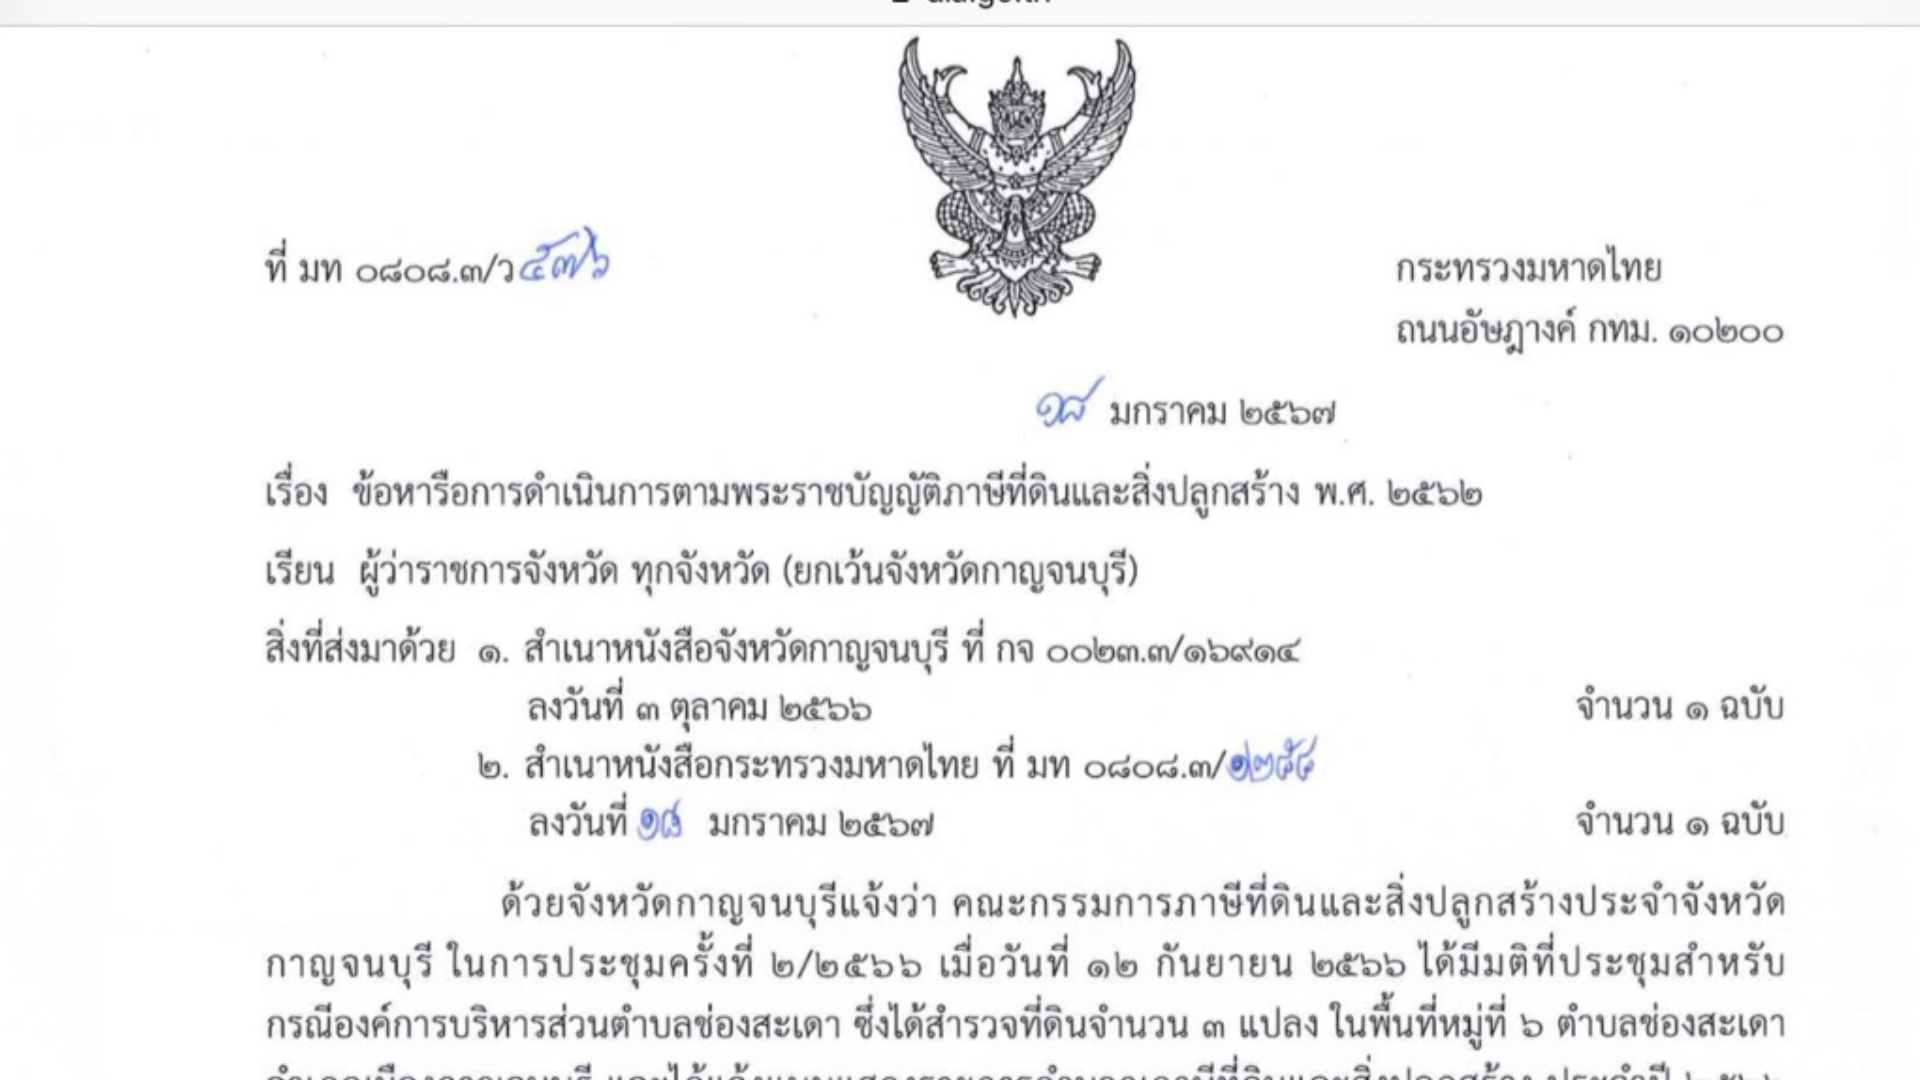 ที่ มท ๐๘๐๘.๓/ว ๕๗๖
กระทรวงมหาดไทย
ถนนอัษฎางค์ กทม. ๑๐๒๐๐
๑๘ มกราคม ๒๕๖๗
เรื่อง ข้อหารือการดำเนินการตามพระราชบัญญัติภาษีที่ดินและสิ่งปลูกสร้าง พ.ศ. ๒๕๖๒
เรียน ผู้ว่าราชการจังหวัด ทุกจังหวัด (ยกเว้นจังหวัดกาญจนบุรี)
สิ่งที่ส่งมาด้วย ๑. สำเนาหนังสือจังหวัดกาญจนบุรี ที่ กจ ๐๐๒๓.๓/๑๖๙๑๔
ลงวันที่ ๓ ตุลาคม ๒๕๖๖ จำนวน ๑ ฉบับ
๒. สำเนาหนังสือกระทรวงมหาดไทย ที่ มท ๐๘๐๘.๓/
ลงวันที่ ๑๘ มกราคม ๒๕๖๗ จำนวน ๑ ฉบับ
ด้วยจังหวัดกาญจนบุรีแจ้งว่า คณะกรรมการภาษีที่ดินและสิ่งปลูกสร้างประจำจังหวัด
กาญจนบุรี ในการประชุมครั้งที่ ๒/๒๕๖๖ เมื่อวันที่ ๑๒ กันยายน ๒๕๖๖ ได้มีมติที่ประชุมสำหรับ
กรณีองค์การบริหารส่วนตำบลช่องสะเดา ซึ่งได้สำรวจที่ดินจำนวน ๓ แปลง ในพื้นที่หมู่ที่ ๖ ตำบลช่องสะเดา